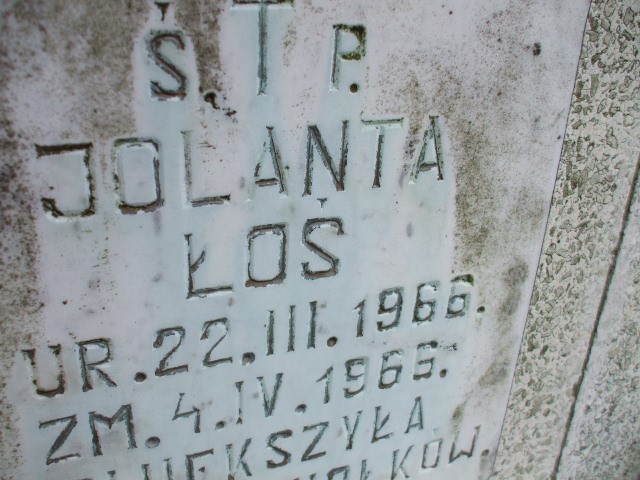 Ś † P.
JOLANTA
ŁOŚ
UR. 22. III. 1966.
ZM. 4. IV. 1966.